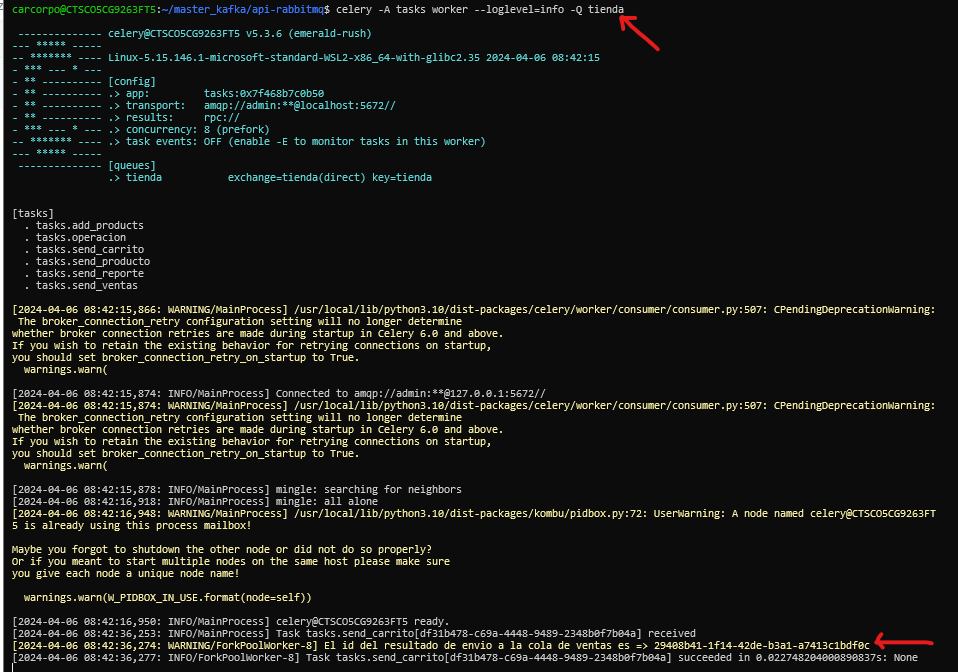 carcorpo@CTSCO5CG9263FT5:~/master_kafka/api-rabbitmq$ celery -A tasks worker --loglevel=info -Q tienda
-------------- celery@CTSCO5CG9263FT5 v5.3.6 (emerald-rush)
--- ***** -----
-- ******* ---- Linux-5.15.146.1-microsoft-standard-WSL2-x86_64-with-glibc2.35 2024-04-06 08:42:15
- *** --- * ---
- ** ---------- [config]
- ** ---------- .> app:         tasks:0x7f468b7c0b50
- ** ---------- .> transport:   amqp://admin:**@localhost:5672//
- ** ---------- .> results:     rpc://
- *** --- * --- .> concurrency: 8 (prefork)
-- ******* ---- .> task events: OFF (enable -E to monitor tasks in this worker)
--- ***** -----
-------------- [queues]
.> tienda           exchange=tienda(direct) key=tienda
[tasks]
. tasks.add_products
. tasks.operacion
. tasks.send_carrito
. tasks.send_producto
. tasks.send_reporte
. tasks.send_ventas
[2024-04-06 08:42:15,866: WARNING/MainProcess] /usr/local/lib/python3.10/dist-packages/celery/worker/consumer/consumer.py:507: CPendingDeprecationWarning:
The broker_connection_retry configuration setting will no longer determine
whether broker connection retries are made during startup in Celery 6.0 and above.
If you wish to retain the existing behavior for retrying connections on startup,
you should set broker_connection_retry_on_startup to True.
warnings.warn(
[2024-04-06 08:42:15,874: INFO/MainProcess] Connected to amqp://admin:**@127.0.0.1:5672//
[2024-04-06 08:42:15,874: WARNING/MainProcess] /usr/local/lib/python3.10/dist-packages/celery/worker/consumer/consumer.py:507: CPendingDeprecationWarning:
The broker_connection_retry configuration setting will no longer determine
whether broker connection retries are made during startup in Celery 6.0 and above.
If you wish to retain the existing behavior for retrying connections on startup,
you should set broker_connection_retry_on_startup to True.
warnings.warn(
[2024-04-06 08:42:15,878: INFO/MainProcess] mingle: searching for neighbors
[2024-04-06 08:42:16,918: INFO/MainProcess] mingle: all alone
[2024-04-06 08:42:16,948: WARNING/MainProcess] /usr/local/lib/python3.10/dist-packages/kombu/pidbox.py:72: UserWarning: A node named celery@CTSCO5CG9263FT
5 is already using this process mailbox!
Maybe you forgot to shutdown the other node or did not do so properly?
Or if you meant to start multiple nodes on the same host please make sure
you give each node a unique node name!
warnings.warn(W_PIDBOX_IN_USE.format(node=self))
[2024-04-06 08:42:16,950: INFO/MainProcess] celery@CTSCO5CG9263FT5 ready.
[2024-04-06 08:42:36,253: INFO/MainProcess] Task tasks.send_carrito[df31b478-c69a-4448-9489-2348b0f7b04a] received
[2024-04-06 08:42:36,274: WARNING/ForkPoolWorker-8] El id del resultado de envio a la cola de ventas es => 29408b41-1f14-42de-b3a1-a7413c1bdf0c
[2024-04-06 08:42:36,277: INFO/ForkPoolWorker-8] Task tasks.send_carrito[df31b478-c69a-4448-9489-2348b0f7b04a] succeeded in 0.022748204000890837s: None